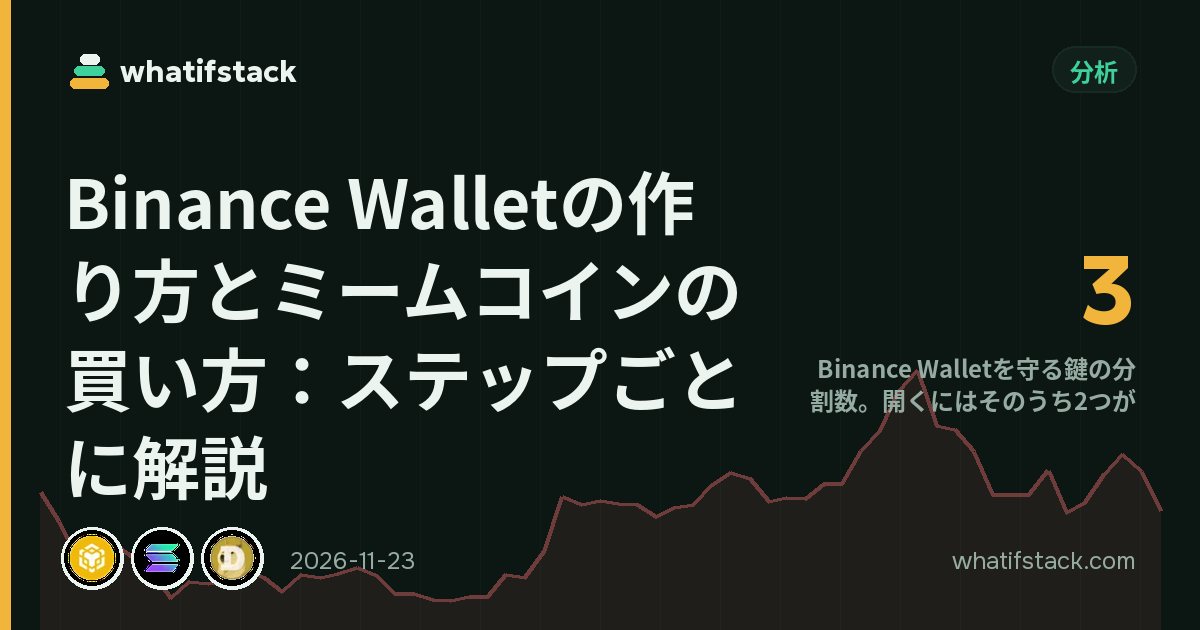 whatifstack
分析
Binance Walletの作
り方とミームコインの
買い方：ステップごと
に解説
3
Binance Walletを守る鍵の分
割数。開くにはそのうち2つが
2026-11-23
whatifstack.com